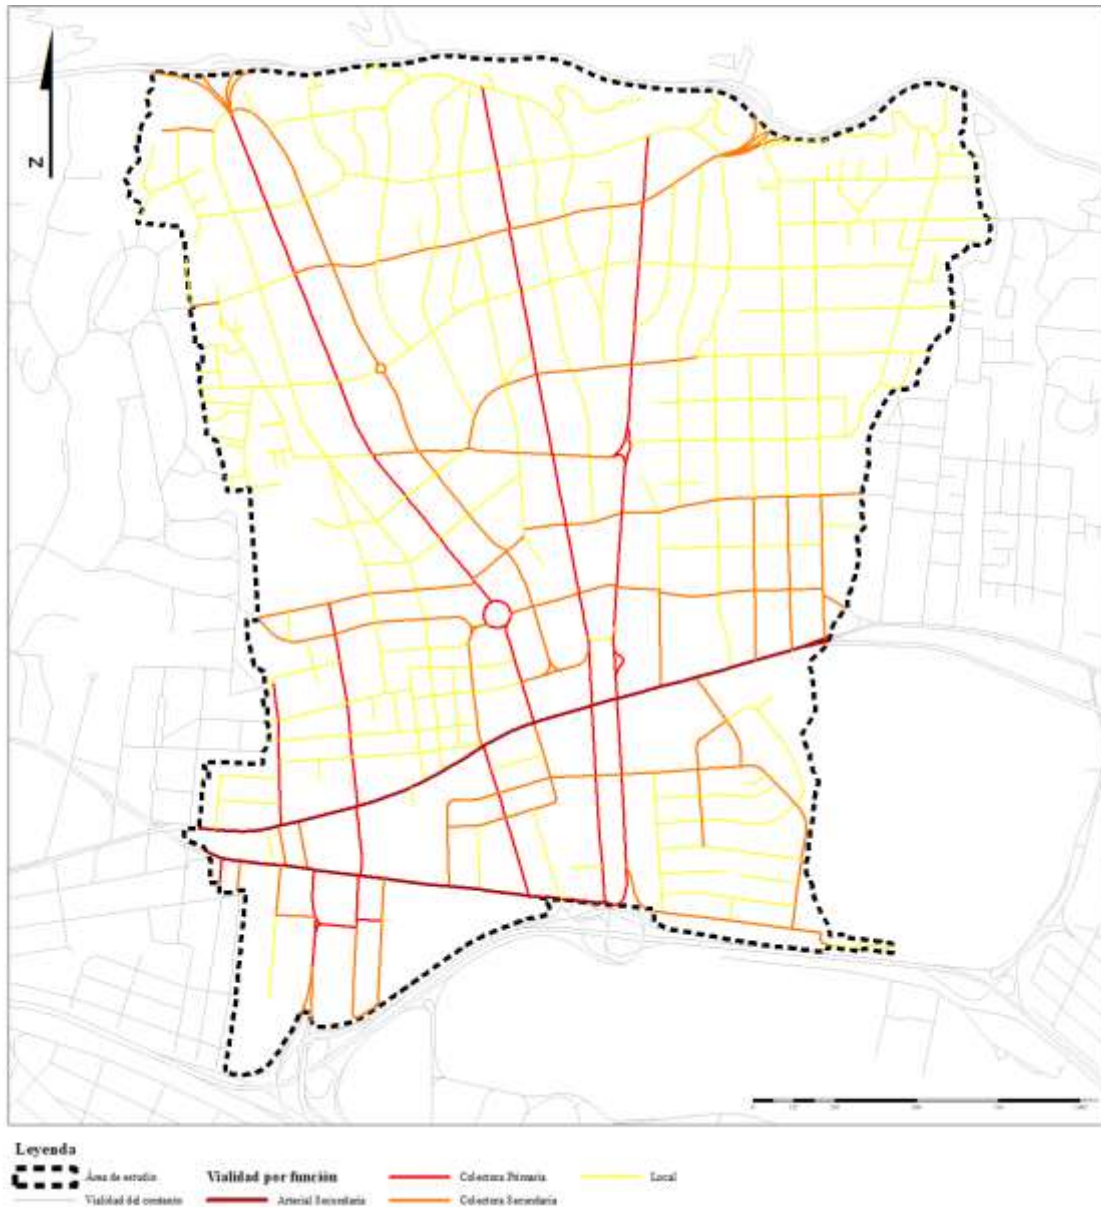 N
Leyenda
Área de estudio
Vialidad por función
Colectora Primaria
Local
Vialidad del contexto
Arterial Secundaria
Colectora Secundaria